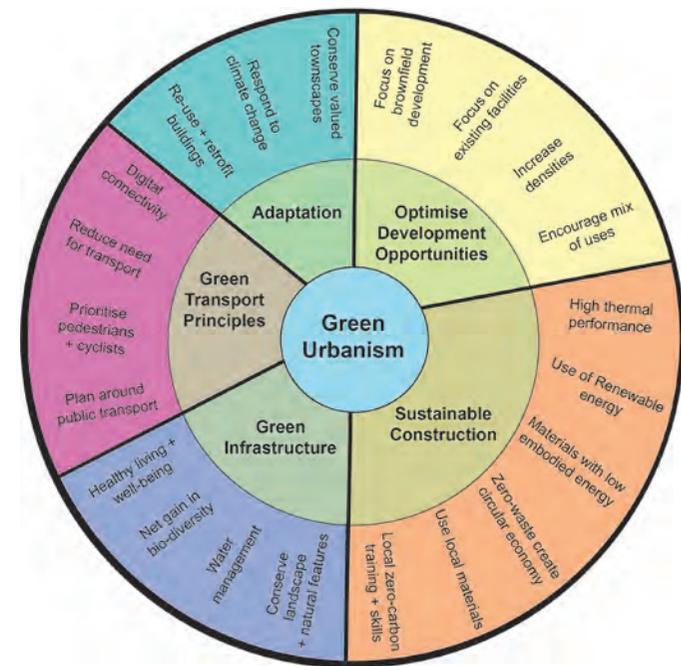 Green
Urbanism
Adaptation
Conserve valued
townscapes
Respond to
climate change
Re-use + retrofit
buildings
Optimise
Development
Opportunities
Focus on
brownfield
development
Focus on
existing facilities
Increase
densities
Encourage mix
of uses
Sustainable
Construction
High thermal
performance
Use of Renewable
energy
Materials with low
embodied energy
Zero-waste create
circular economy
Use local materials
Local zero-carbon
training + skills
Green
Infrastructure
Conserve
landscape
+ natural features
Water
management
Net gain in
bio-diversity
Healthy living +
well-being
Green
Transport
Principles
Plan around
public transport
Prioritise
pedestrians
+ cyclists
Reduce need
for transport
Digital
connectivity